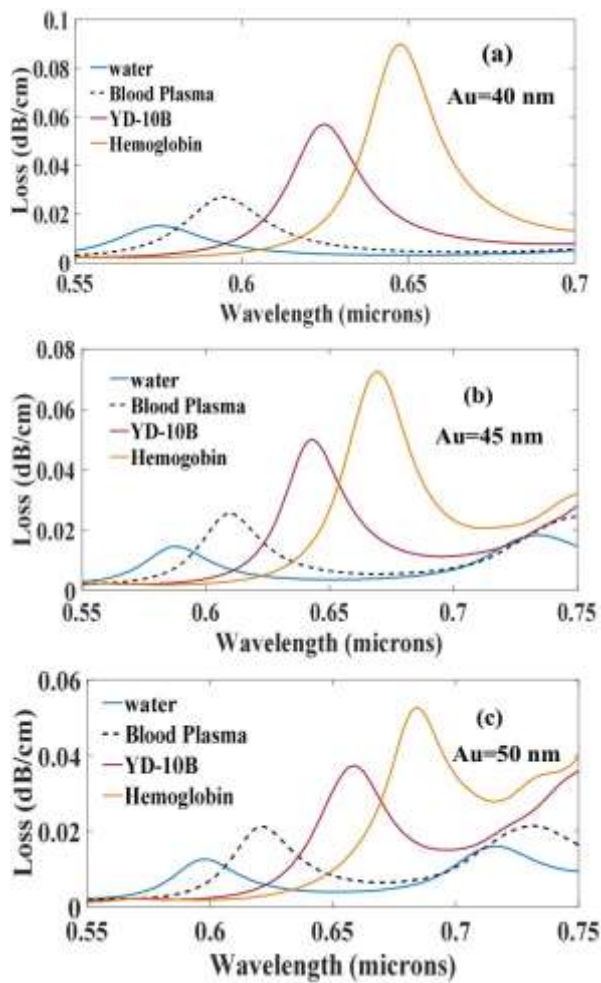 0.1
(a)
water
0.08
Blood Plasma
Au=40 nm
YD-10B
0.06
Hemoglobin
0.04
0.02
0
0.55
0.6
0.65
0.7
Loss (dB/cm)
Wavelength (microns)
0.08
water
(b)
Blood Plasma
0.06
YD-10B
Au=45 nm
Hemogobin
0.04
0.02
0
0.55
0.6
0.65
0.7
0.75
Loss (dB/cm)
Wavelength (microns)
0.06
water
(c)
Blood Plasma
Au=50 nm
0.04
YD-10B
Hemoglobin
0.02
0
0.55
0.6
0.65
0.7
0.75
Loss (dB/cm)
Wavelength (microns)